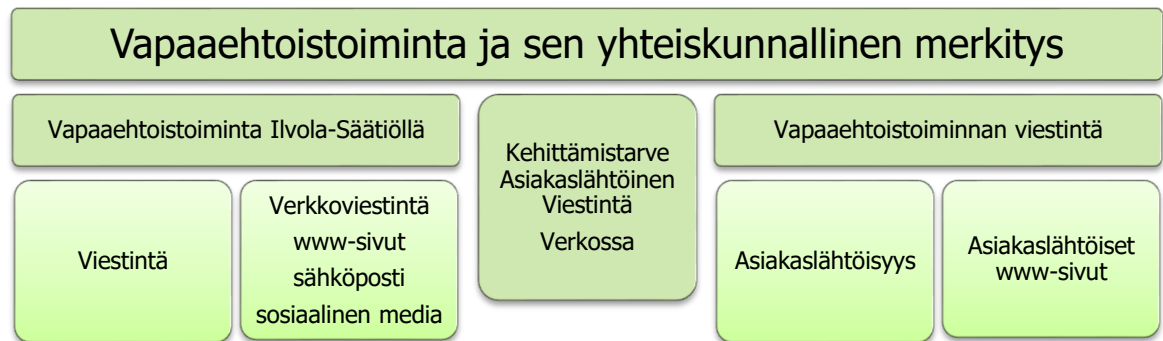 Vapaaehtoistoiminta ja sen yhteiskunnallinen merkitys
Vapaaehtoistoiminta Ilvola-Säätiöllä
Viestintä
Verkkoviestintä
www-sivut
sähköposti
sosiaalinen media
Kehittämistarve
Asiakaslähtöinen
Viestintä
Verkossa
Vapaaehtoistoiminnan viestintä
Asiakaslähtöisyys
Asiakaslähtöiset
www-sivut